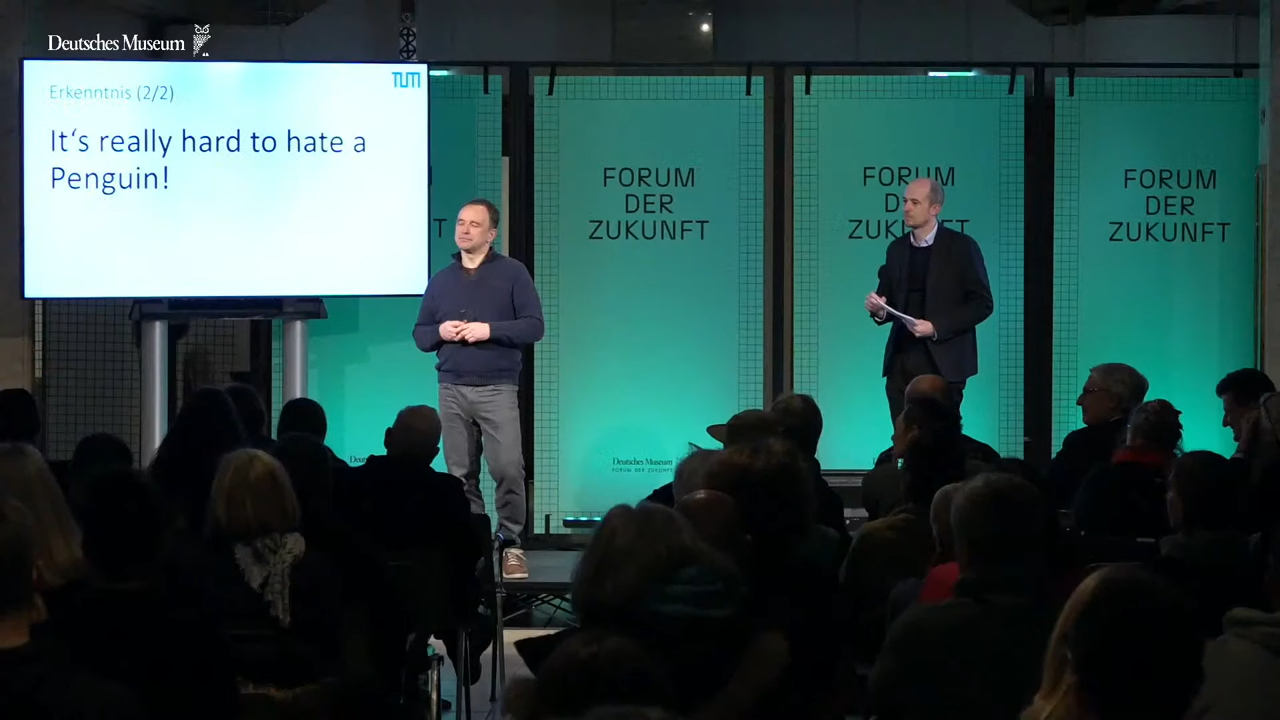 Deutsches Museum
TUM
Erkenntnis (2/2)
It‘s really hard to hate a
Penguin!
T
FORUM
DER
ZUKUNFT
FORUM
DER
ZUKUNFT
FORUM
DER
ZUKUNFT
Deutsches Museum
FORUM DER ZUKUNFT